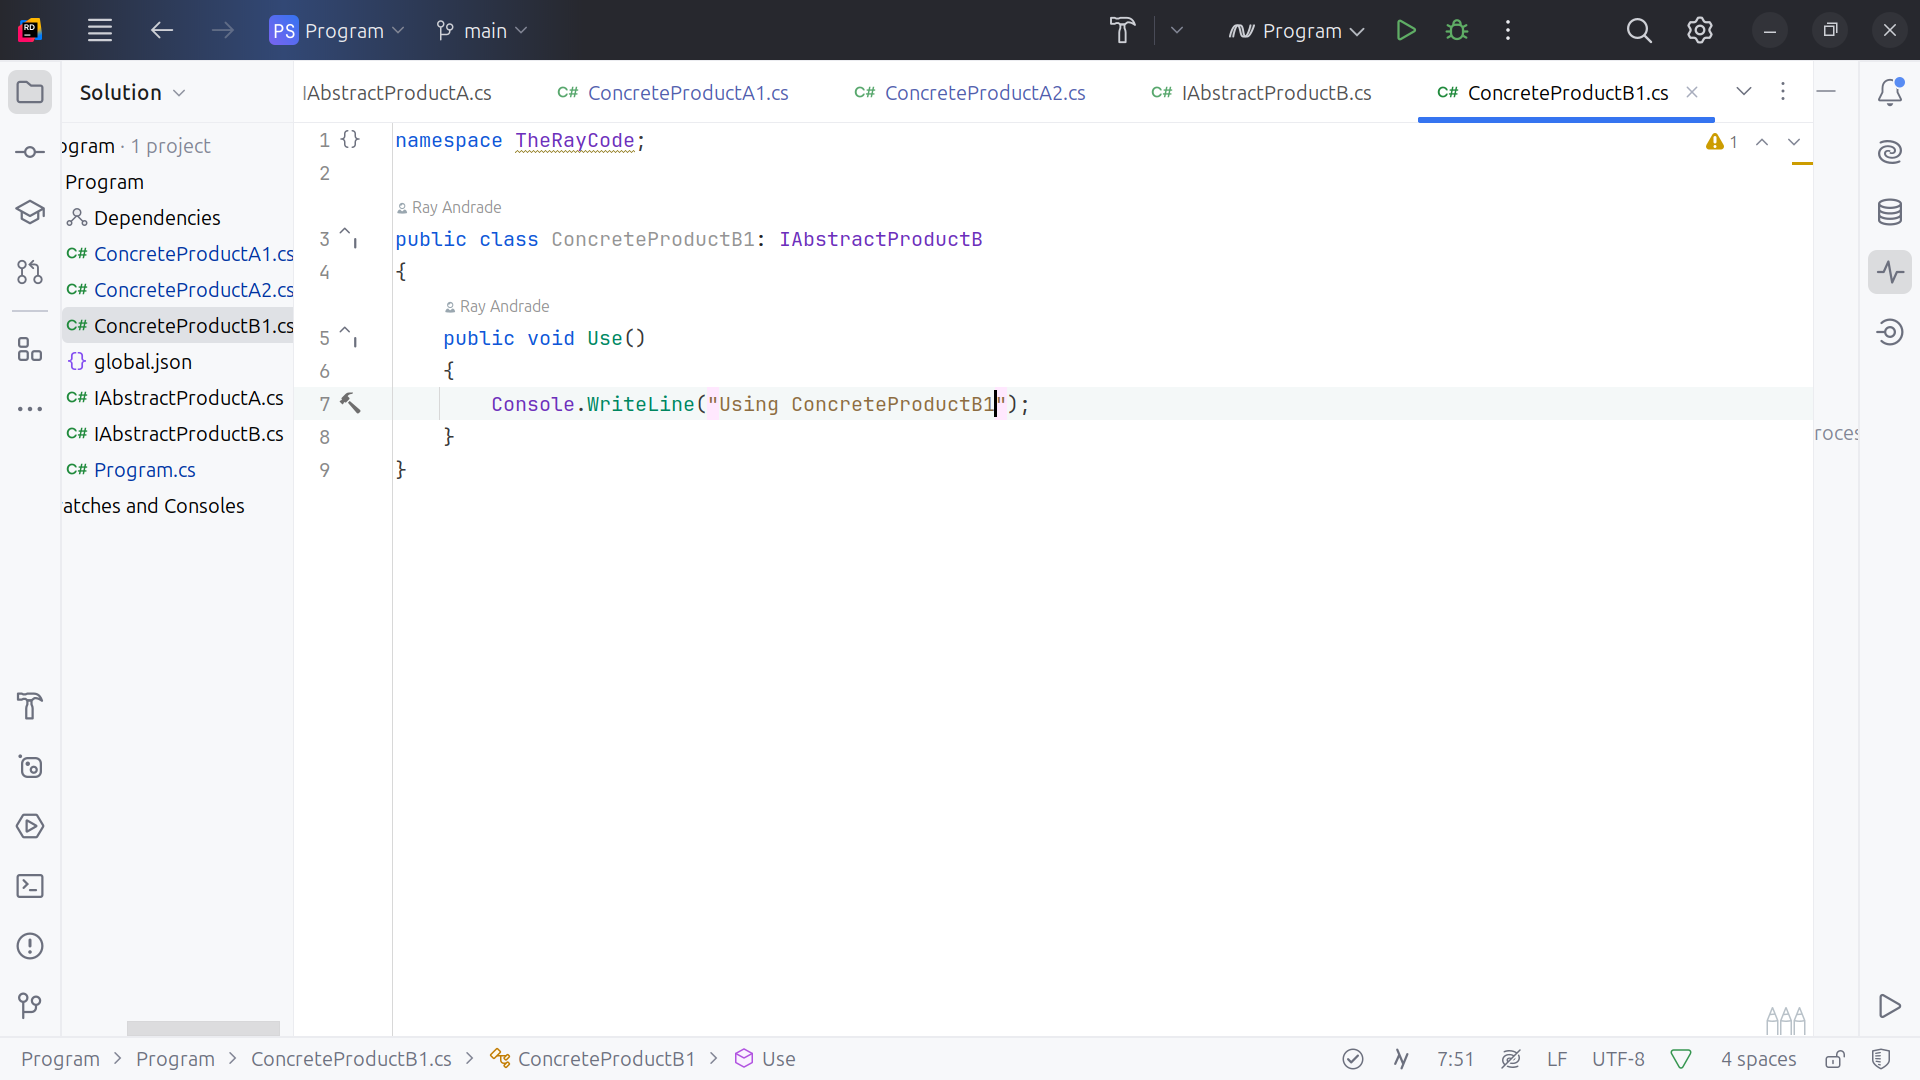 PS Program main Program
Solution
IAbstractProductA.cs C# ConcreteProductA1.cs C# ConcreteProductA2.cs C# IAbstractProductB.cs C# ConcreteProductB1.cs
ogram · 1 project
Program
Dependencies
C# ConcreteProductA1.cs
C# ConcreteProductA2.cs
C# ConcreteProductB1.cs
{} global.json
C# IAbstractProductA.cs
C# IAbstractProductB.cs
C# Program.cs
atches and Consoles
1 {} namespace TheRayCode;
1
2
Ray Andrade
3 public class ConcreteProductB1: IAbstractProductB
4 {
Ray Andrade
5 public void Use()
6 {
7 Console.WriteLine("Using ConcreteProductB1");
8 }
9 }
roces
Program > Program > ConcreteProductB1.cs > ConcreteProductB1 > Use
7:51 LF UTF-8 4 spaces